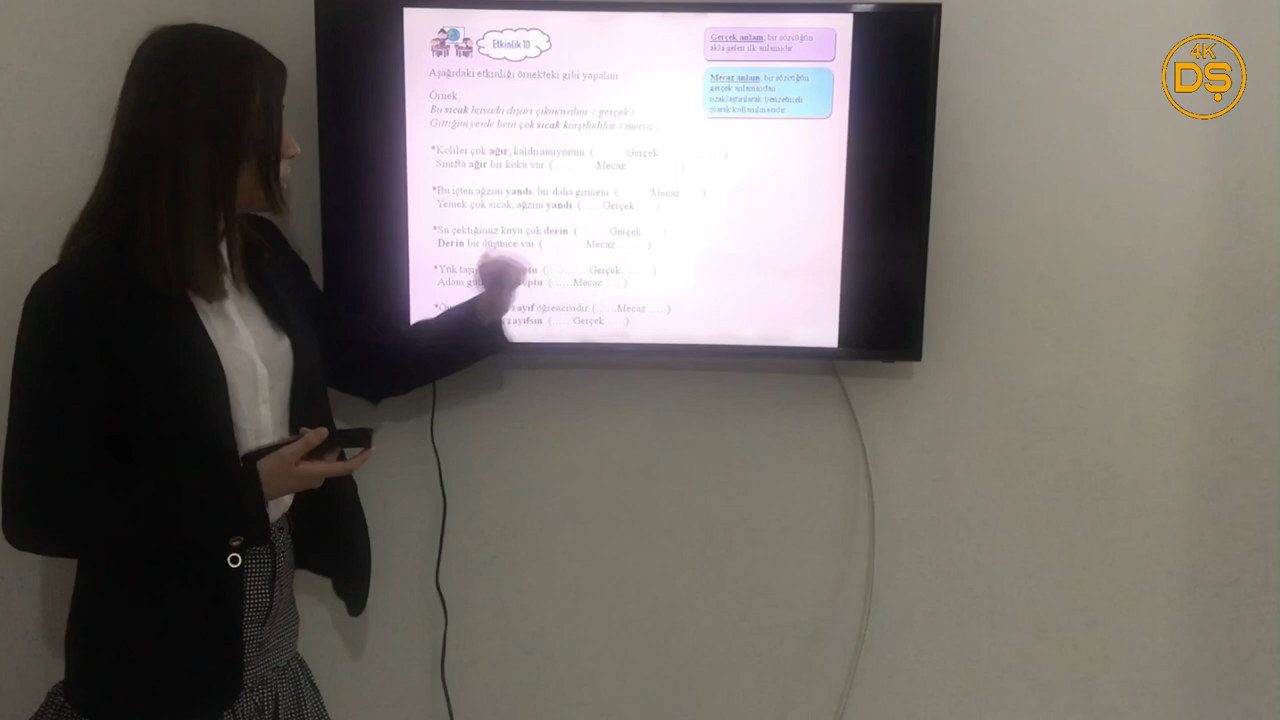 Etkinlik 10
Gerçek anlam, bir sözcüğün
akla gelen ilk anlamıdır.
Mecaz anlam, bir sözcüğün
gerçek anlamından
uzaklaştırılarak benzetmeli
olarak kullanılmasıdır.
Aşağıdaki etkinliği örnekteki gibi yapalım
Örnek
Bu sıcak havada dışarı çıkmayalım ( gerçek )
Gittiğim yerde beni çok sıcak karşıladılar ( mecaz )
*Koliler çok ağır, kaldıramıyorum (..... Gerçek .....)
Sınıfta ağır bir koku var (..... Mecaz .....)
*Bu işten ağzım yandı, bir daha girmem (..... Mecaz .....)
Yemek çok sıcak, ağzım yandı (..... Gerçek .....)
*Su çektiğimiz kuyu çok derin. (..... Gerçek .....)
Derin bir düşünce var (..... Mecaz .....)
*Yük (..... Gerçek .....)
Adam (..... Mecaz .....)
zayıf öğrencisidir (..... Mecaz .....)
zayıfsın (..... Gerçek .....)
4K
DŞ